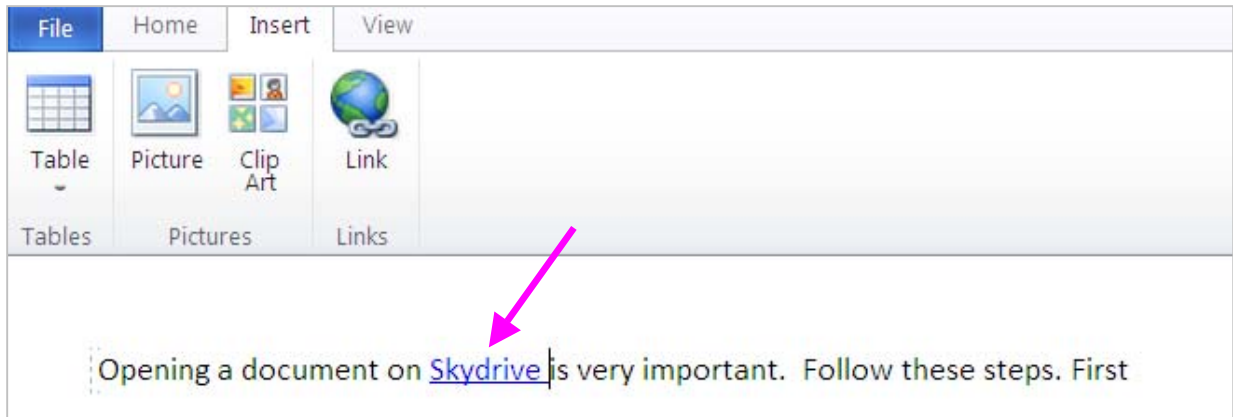 File Home Insert View
Table Picture Clip Art Link
Tables Pictures Links
Opening a document on Skydrive is very important.  Follow these steps. First